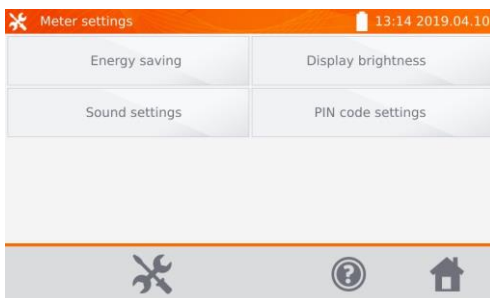 Meter settings 13:14 2019.04.10
Energy saving Display brightness
Sound settings PIN code settings
?